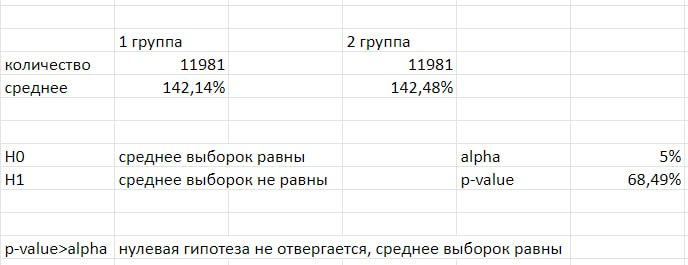 1 группа 2 группа
количество 11981 11981
среднее 142,14% 142,48%
H0 среднее выборок равны alpha 5%
H1 среднее выборок не равны p-value 68,49%
p-value>alpha нулевая гипотеза не отвергается, среднее выборок равны